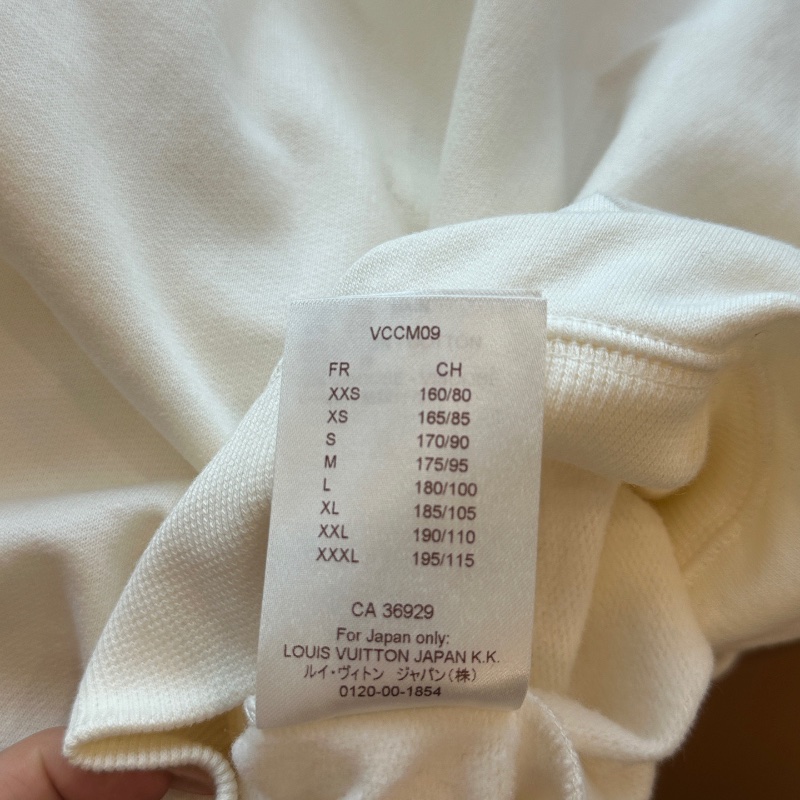 VCCM09
FR CH
XXS 160/80
XS 165/85
S 170/90
M 175/95
L 180/100
XL 185/105
XXL 190/110
XXXL 195/115
CA 36929
For Japan only:
LOUIS VUITTON JAPAN K.K.
ルイ・ヴィトン ジャパン(株)
0120-00-1854